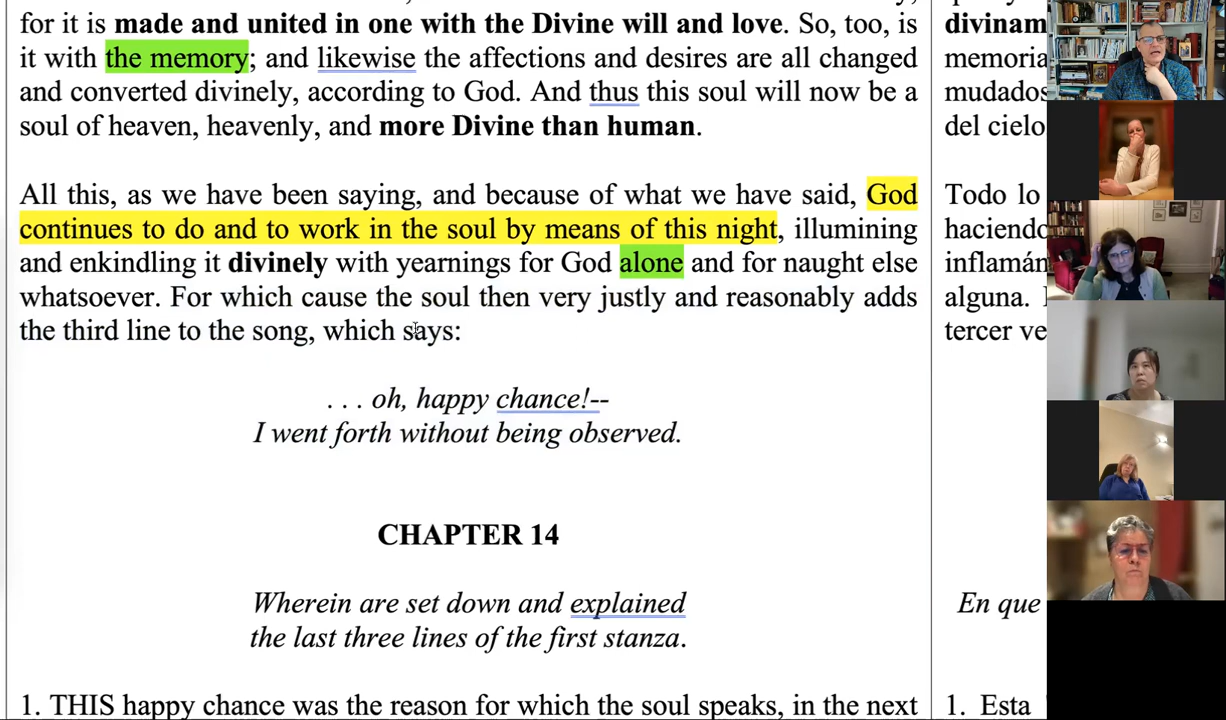 for it is made and united in one with the Divine will and love. So, too, is
it with the memory; and likewise the affections and desires are all changed
and converted divinely, according to God. And thus this soul will now be a
soul of heaven, heavenly, and more Divine than human.
All this, as we have been saying, and because of what we have said, God
continues to do and to work in the soul by means of this night, illumining
and enkindling it divinely with yearnings for God alone and for naught else
whatsoever. For which cause the soul then very justly and reasonably adds
the third line to the song, which says:
. . . oh, happy chance!--
I went forth without being observed.
CHAPTER 14
Wherein are set down and explained
the last three lines of the first stanza.
1. THIS happy chance was the reason for which the soul speaks, in the next
divinam
memoria
mudados
del cielo
Todo lo
haciendo
inflamán
alguna.
tercer ve
En que
1. Esta